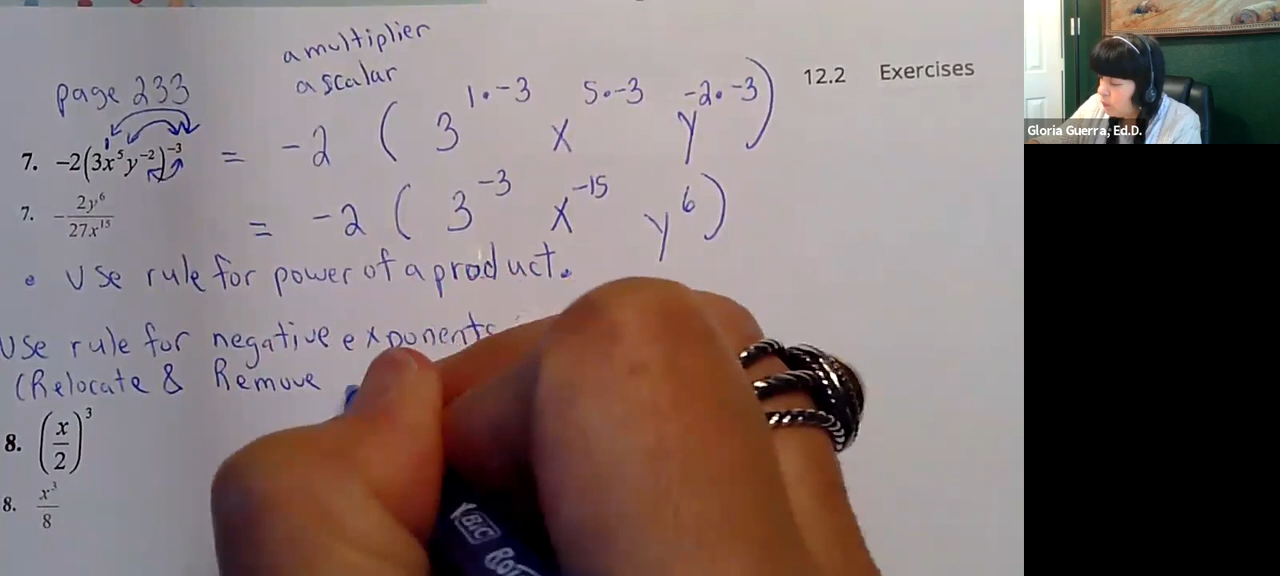 a multiplier
a scalar
page 233
12.2 Exercises
Gloria Guerra, Ed.D.
7. -2(3x⁵y⁻²)⁻³ = -2 ( 3^(1·-3) x^(5·-3) y^(-2·-3) )
1
7. -2y⁶/27x¹⁵
= -2 ( 3⁻³ x⁻¹⁵ y⁶ )
• Use rule for power of a product.
Use rule for negative exponents
(Relocate & Remove
8. (x/2)³
8. x³/8
BIC